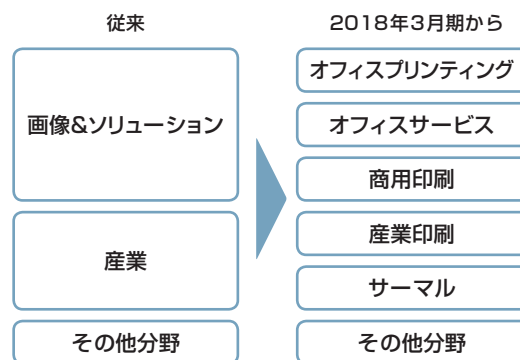 従来
画像&ソリューション
産業
その他分野
2018年3月期から
オフィスプリンティング
オフィスサービス
商用印刷
産業印刷
サーマル
その他分野